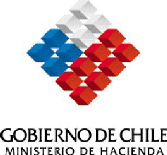 GOBIERNO DE CHILE
MINISTERIO DE HACIENDA